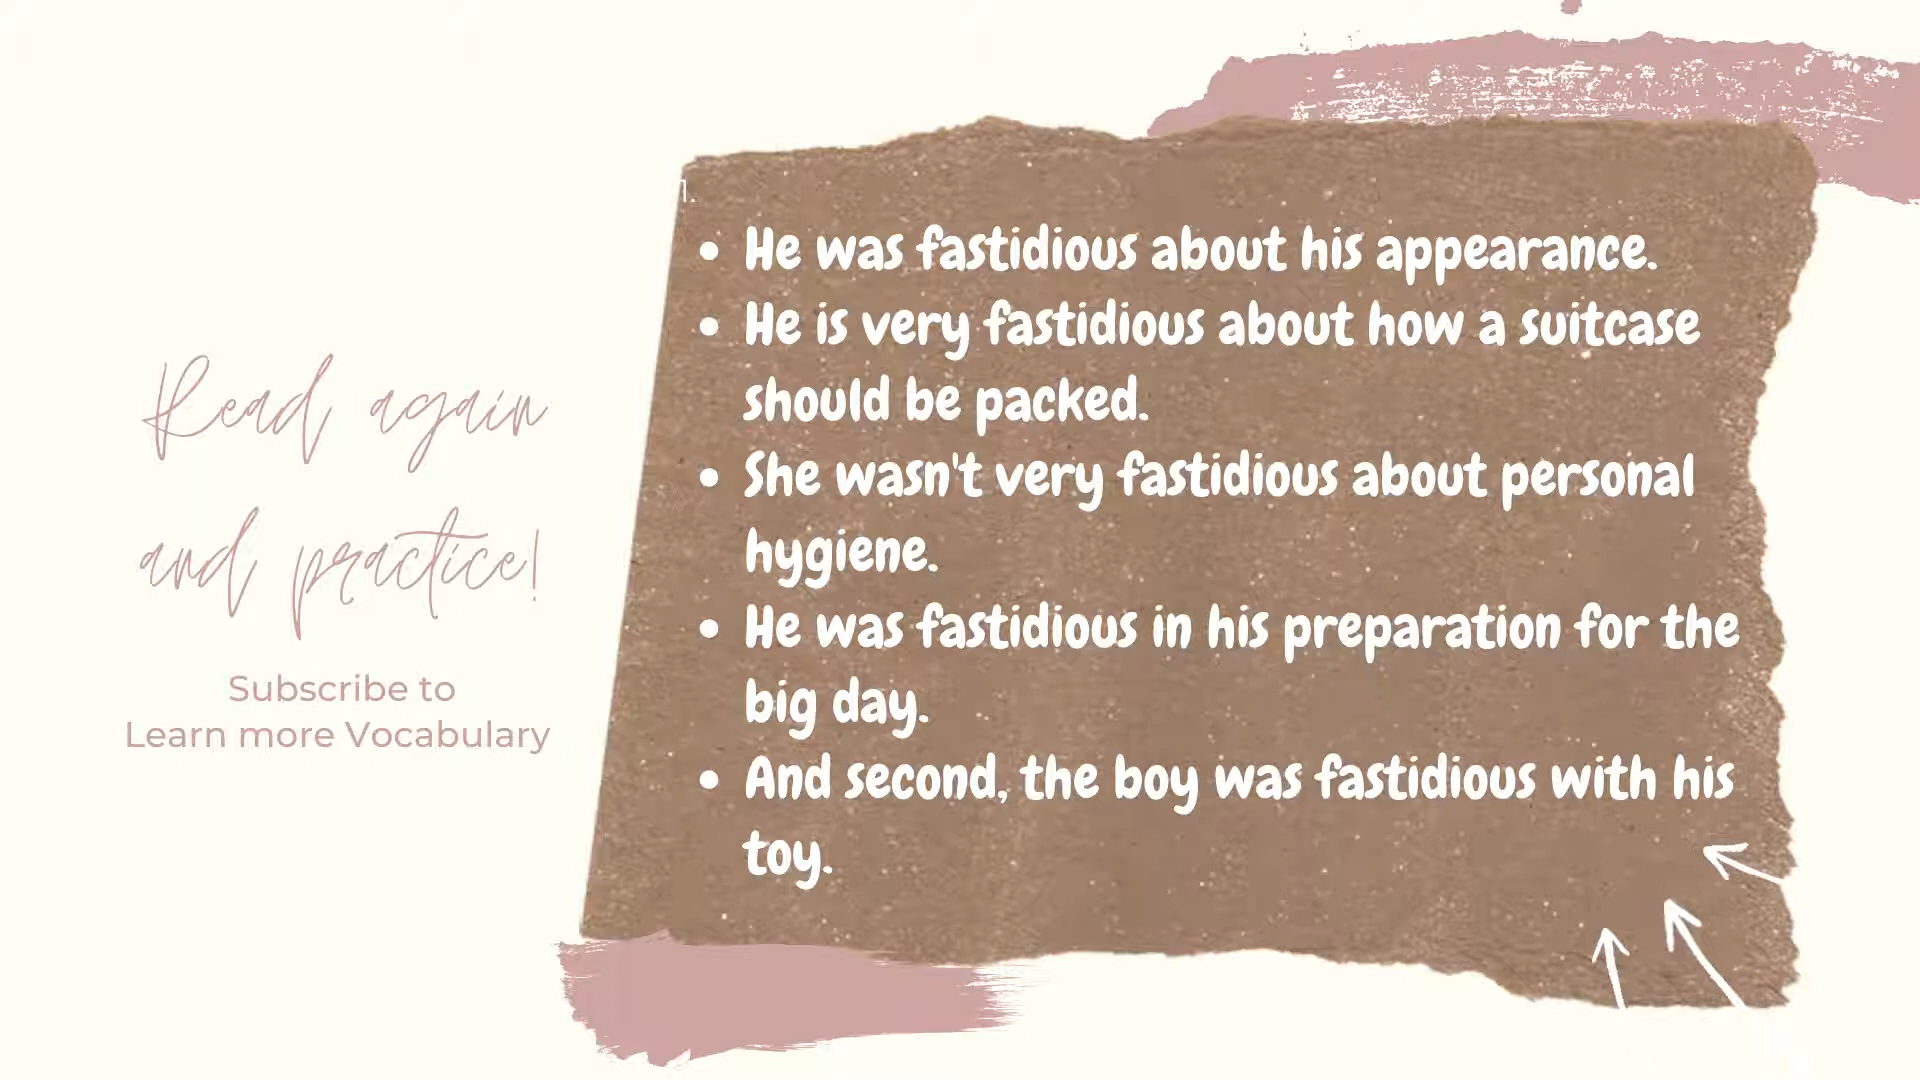 Read again
and practice!
Subscribe to
Learn more Vocabulary
1.
• He was fastidious about his appearance.
• He is very fastidious about how a suitcase
should be packed.
• She wasn't very fastidious about personal
hygiene.
• He was fastidious in his preparation for the
big day.
• And second, the boy was fastidious with his
toy.